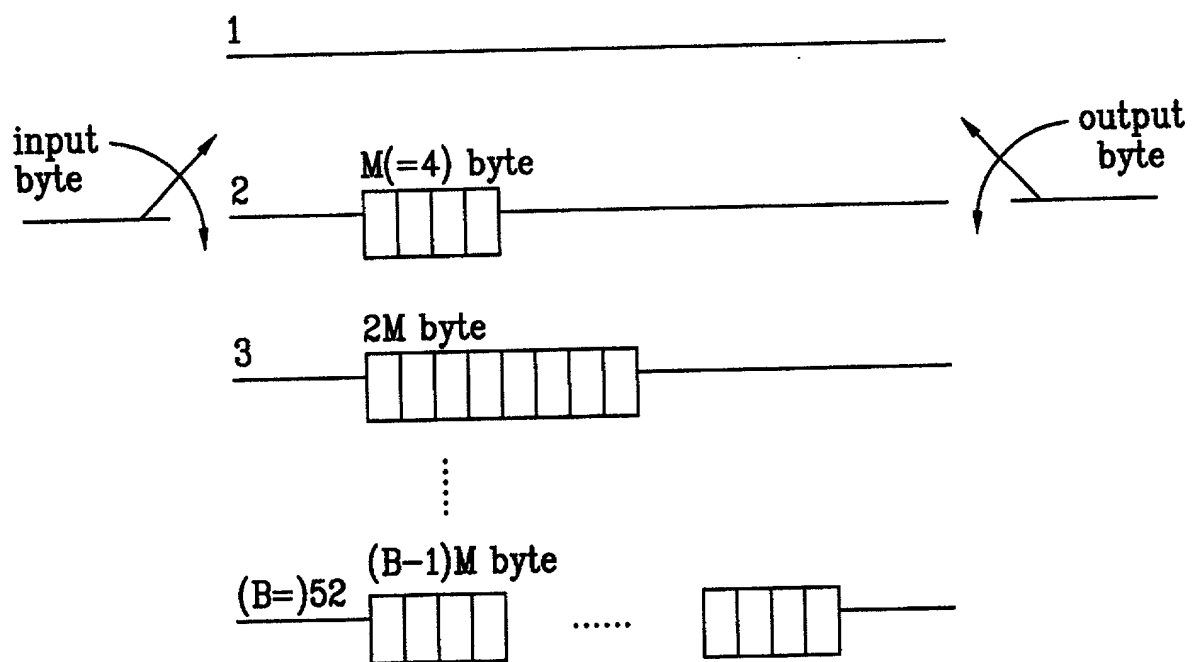 1
input
byte
output
byte
2
M(=4) byte
3
2M byte
(B=)52
(B-1)M byte